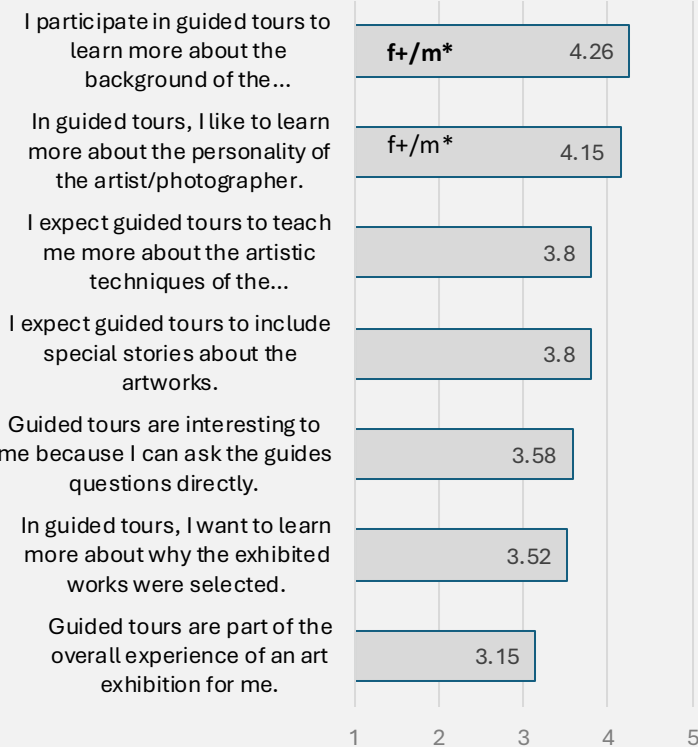 I participate in guided tours to
learn more about the
background of the...
f+/m*
4.26
In guided tours, I like to learn
more about the personality of
the artist/photographer.
f+/m*
4.15
I expect guided tours to teach
me more about the artistic
techniques of the...
3.8
I expect guided tours to include
special stories about the
artworks.
3.8
Guided tours are interesting to
me because I can ask the guides
questions directly.
3.58
In guided tours, I want to learn
more about why the exhibited
works were selected.
3.52
Guided tours are part of the
overall experience of an art
exhibition for me.
3.15
1 2 3 4 5